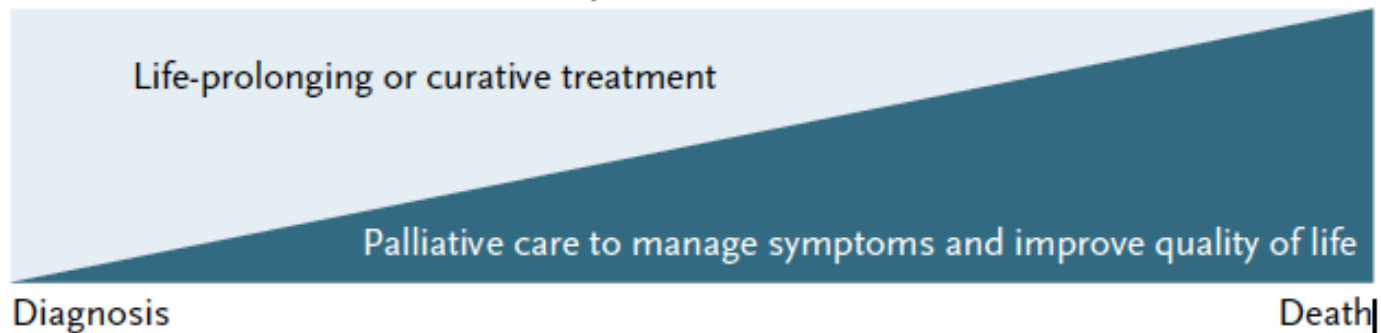 Life-prolonging or curative treatment
Palliative care to manage symptoms and improve quality of life
Diagnosis
Death